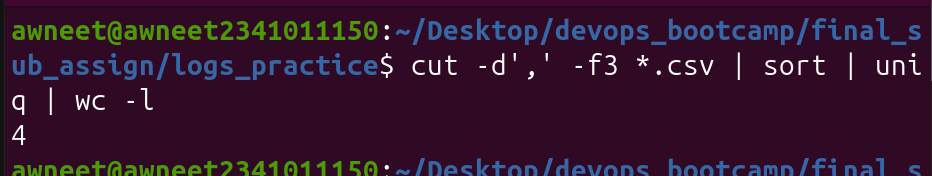 awneet@awneet2341011150:~/Desktop/devops_bootcamp/final_s
ub_assign/logs_practice$ cut -d',' -f3 *.csv | sort | uni
q | wc -l
4
awneet@awneet2341011150:~/Desktop/devops_bootcamp/final_s